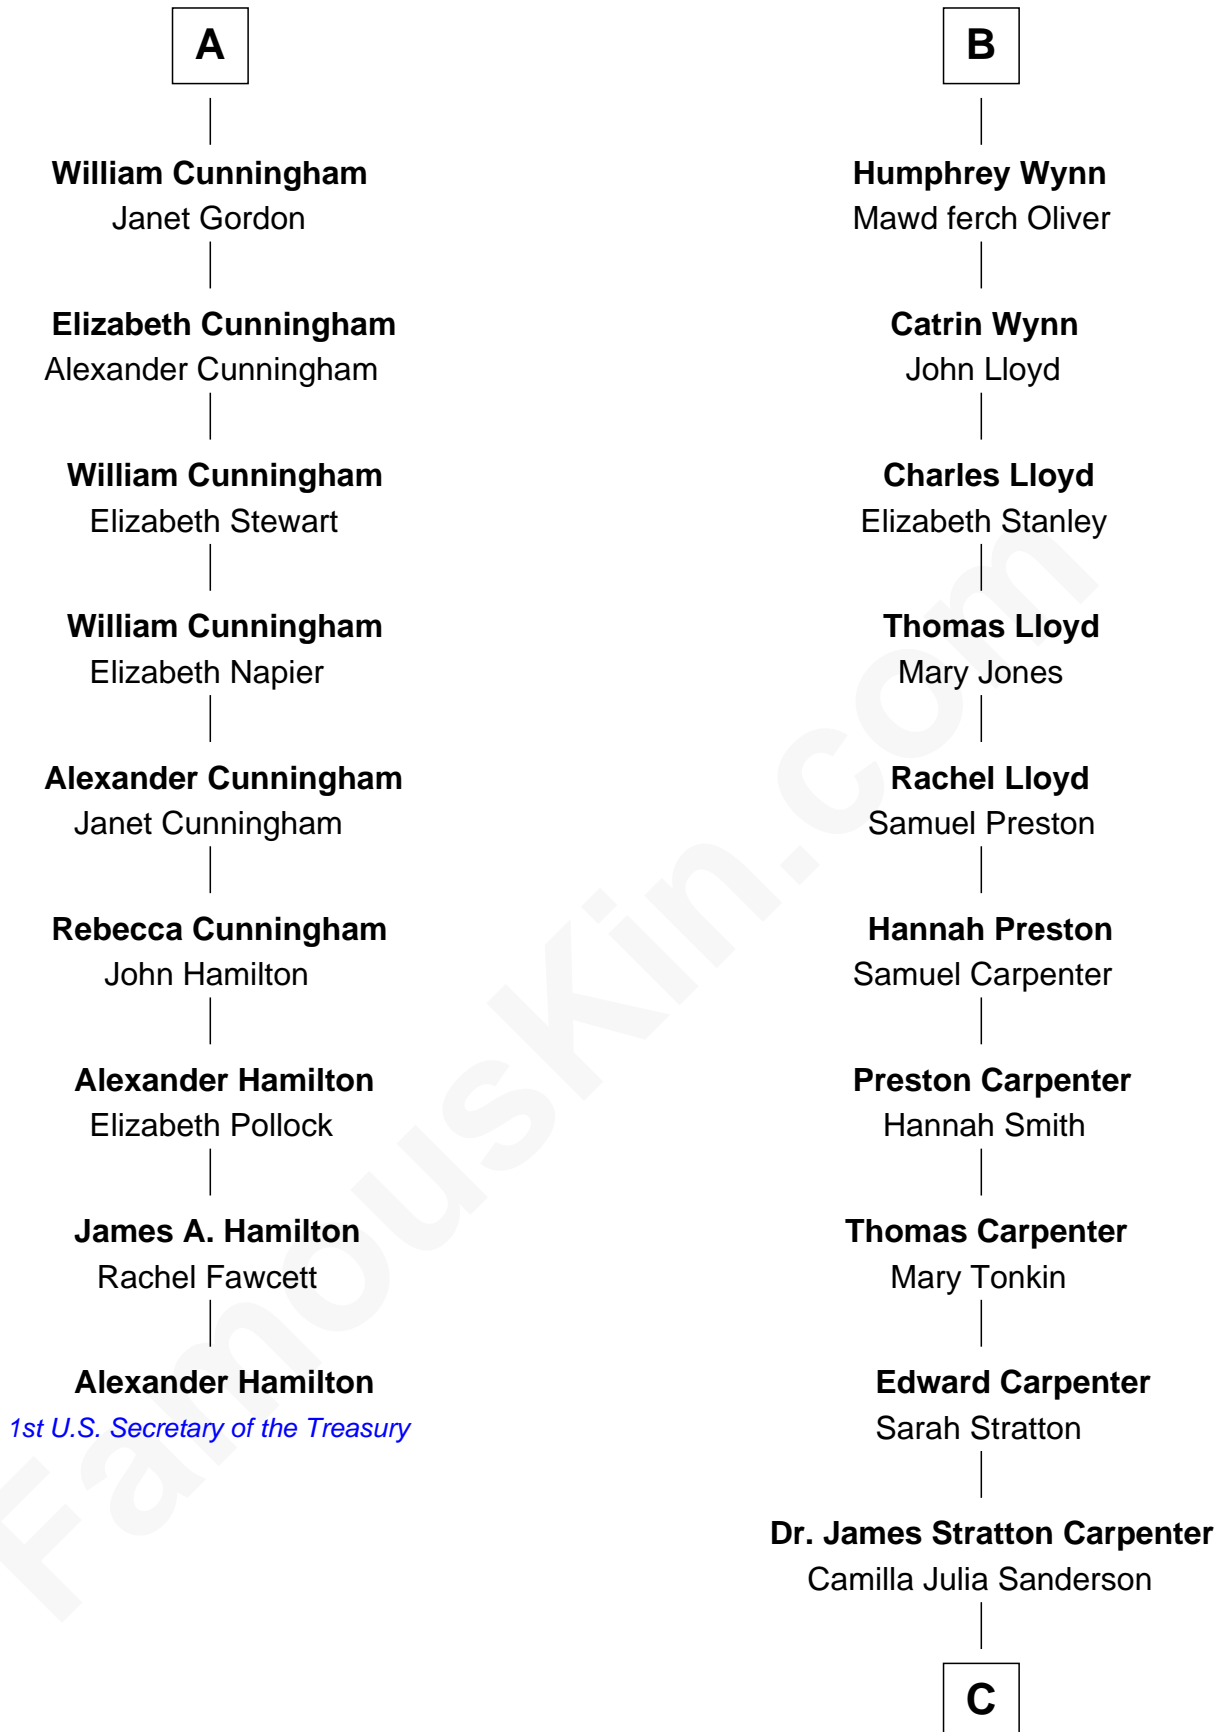 A
William Cunningham
Janet Gordon
Elizabeth Cunningham
Alexander Cunningham
William Cunningham
Elizabeth Stewart
William Cunningham
Elizabeth Napier
Alexander Cunningham
Janet Cunningham
Rebecca Cunningham
John Hamilton
Alexander Hamilton
Elizabeth Pollock
James A. Hamilton
Rachel Fawcett
Alexander Hamilton
1st U.S. Secretary of the Treasury
B
Humphrey Wynn
Mawd ferch Oliver
Catrin Wynn
John Lloyd
Charles Lloyd
Elizabeth Stanley
Thomas Lloyd
Mary Jones
Rachel Lloyd
Samuel Preston
Hannah Preston
Samuel Carpenter
Preston Carpenter
Hannah Smith
Thomas Carpenter
Mary Tonkin
Edward Carpenter
Sarah Stratton
Dr. James Stratton Carpenter
Camilla Julia Sanderson
C
FamousKin.com